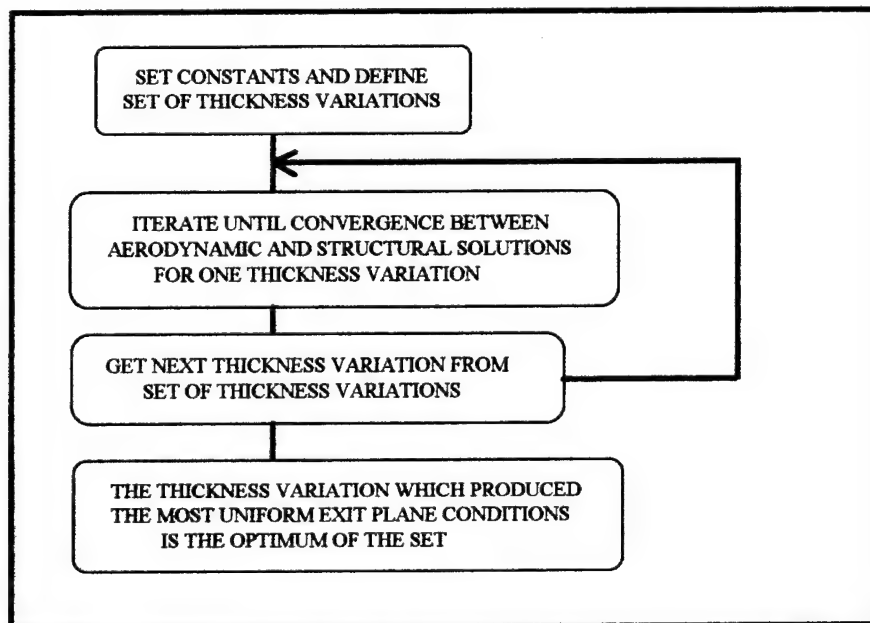 SET CONSTANTS AND DEFINE
SET OF THICKNESS VARIATIONS
ITERATE UNTIL CONVERGENCE BETWEEN
AERODYNAMIC AND STRUCTURAL SOLUTIONS
FOR ONE THICKNESS VARIATION
GET NEXT THICKNESS VARIATION FROM
SET OF THICKNESS VARIATIONS
THE THICKNESS VARIATION WHICH PRODUCED
THE MOST UNIFORM EXIT PLANE CONDITIONS
IS THE OPTIMUM OF THE SET